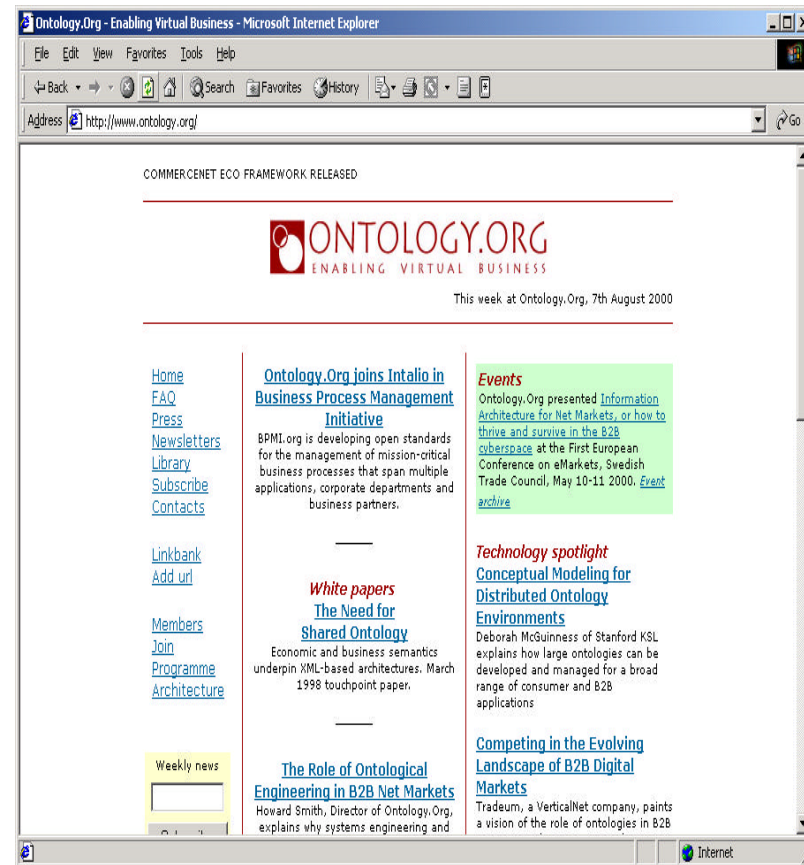 Ontology.Org - Enabling Virtual Business - Microsoft Internet Explorer
File Edit View Favorites Tools Help
Back Search Favorites History
Address http://www.ontology.org/ Go
COMMERCENET ECO FRAMEWORK RELEASED
ONTOLOGY.ORG
ENABLING VIRTUAL BUSINESS
This week at Ontology.Org, 7th August 2000
Home
FAQ
Press
Newsletters
Library
Subscribe
Contacts
Linkbank
Add url
Members
Join
Programme
Architecture
Weekly news
Ontology.Org joins Intalio in
Business Process Management
Initiative
BPMI.org is developing open standards
for the management of mission-critical
business processes that span multiple
applications, corporate departments and
business partners.
White papers
The Need for
Shared Ontology
Economic and business semantics
underpin XML-based architectures. March
1998 touchpoint paper.
The Role of Ontological
Engineering in B2B Net Markets
Howard Smith, Director of Ontology.Org,
explains why systems engineering and
Events
Ontology.Org presented Information
Architecture for Net Markets, or how to
thrive and survive in the B2B
cyberspace at the First European
Conference on eMarkets, Swedish
Trade Council, May 10-11 2000. Event
archive
Technology spotlight
Conceptual Modeling for
Distributed Ontology
Environments
Deborah McGuinness of Stanford KSL
explains how large ontologies can be
developed and managed for a broad
range of consumer and B2B
applications
Competing in the Evolving
Landscape of B2B Digital
Markets
Tradeum, a VerticalNet company, paints
a vision of the role of ontologies in B2B
Internet